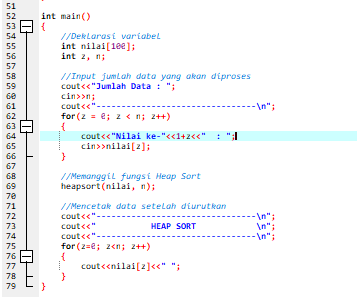 51
52 int main()
53 {
54 //Deklarasi variabel
55 int nilai[100];
56 int z, n;
57
58 //Input jumlah data yang akan diproses
59 cout<<"Jumlah Data : ";
60 cin>>n;
61 cout<<"--------------------------------\n";
62 for(z = 0; z < n; z++)
63 {
64 cout<<"Nilai ke-"<<1+z<<" : ";
65 cin>>nilai[z];
66 }
67
68 //Memanggil fungsi Heap Sort
69 heapsort(nilai, n);
70
71 //Mencetak data setelah diurutkan
72 cout<<"--------------------------------\n";
73 cout<<" HEAP SORT \n";
74 cout<<"--------------------------------\n";
75 for(z=0; z<n; z++)
76 {
77 cout<<nilai[z]<<" ";
78 }
79 }